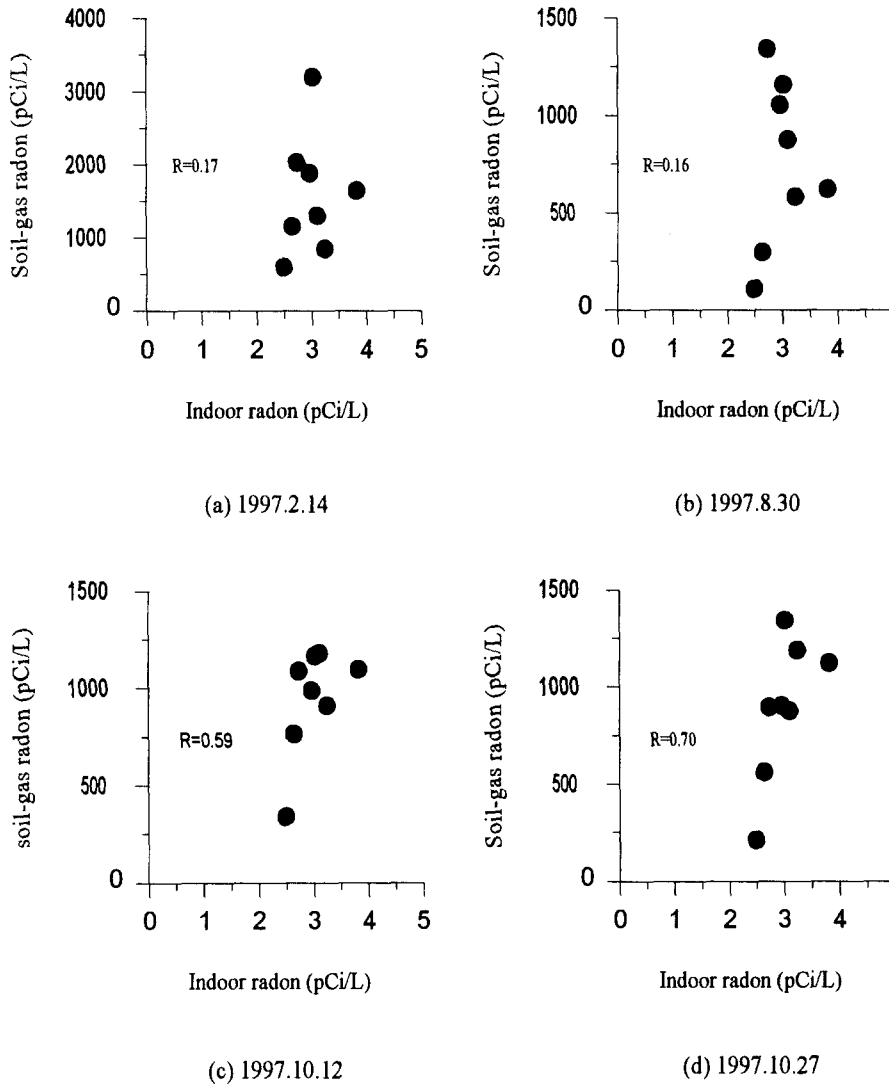 4000
3000
2000
1000
0
Soil-gas radon (pCi/L)
R=0.17
0 1 2 3 4 5
Indoor radon (pCi/L)
(a) 1997.2.14
1500
1000
500
0
Soil-gas radon (pCi/L)
R=0.16
0 1 2 3 4
Indoor radon (pCi/L)
(b) 1997.8.30
1500
1000
500
0
soil-gas radon (pCi/L)
R=0.59
0 1 2 3 4 5
Indoor radon (pCi/L)
(c) 1997.10.12
1500
1000
500
0
Soil-gas radon (pCi/L)
R=0.70
0 1 2 3 4
Indoor radon (pCi/L)
(d) 1997.10.27